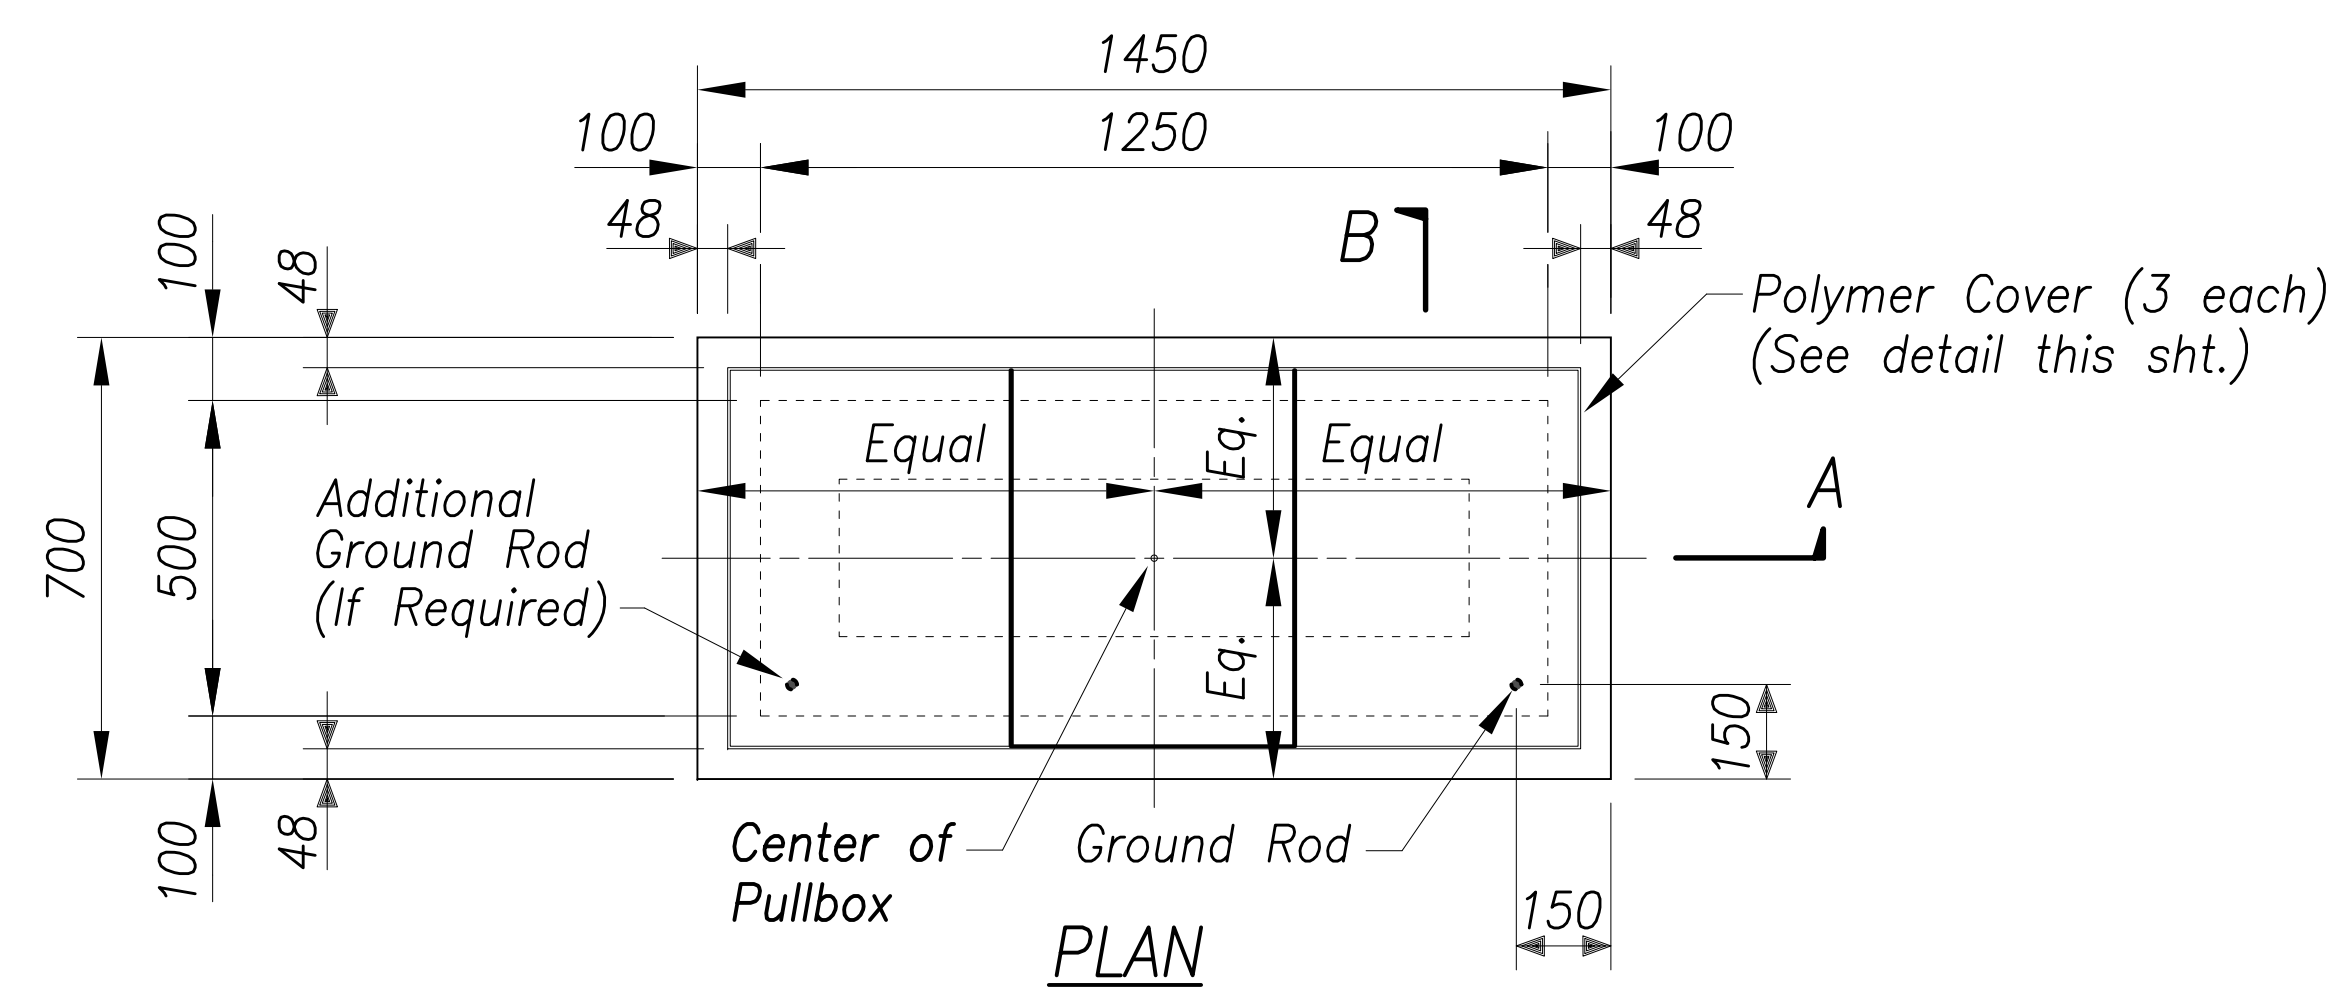 1450
100
1250
100
48
B
48
100
48
Polymer Cover (3 each)
(See detail this sht.)
Equal
Eq.
Equal
A
Additional
Ground Rod
(If Required)
700
500
Eq.
150
100
48
Center of
Pullbox
Ground Rod
150
PLAN